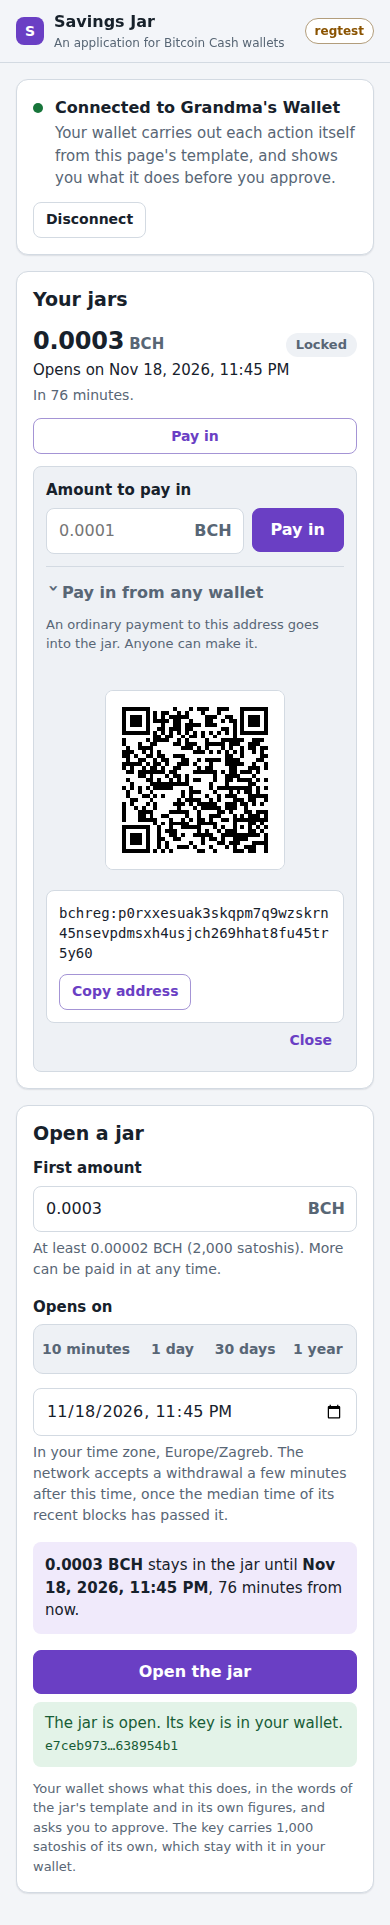 S
Savings Jar
An application for Bitcoin Cash wallets
regtest
Connected to Grandma's Wallet
Your wallet carries out each action itself
from this page's template, and shows
you what it does before you approve.
Disconnect
Your jars
0.0003 BCH
Locked
Opens on Nov 18, 2026, 11:45 PM
In 76 minutes.
Pay in
Amount to pay in
0.0001 BCH
Pay in
Pay in from any wallet
An ordinary payment to this address goes
into the jar. Anyone can make it.
bchreg:p0rxxesuak3skqpm7q9wzskrn
45nsevpdmsxh4usjch269hhat8fu45tr
5y60
Copy address
Close
Open a jar
First amount
0.0003 BCH
At least 0.00002 BCH (2,000 satoshis). More
can be paid in at any time.
Opens on
10 minutes 1 day 30 days 1 year
11/18/2026, 11:45 PM
In your time zone, Europe/Zagreb. The
network accepts a withdrawal a few minutes
after this time, once the median time of its
recent blocks has passed it.
0.0003 BCH stays in the jar until Nov
18, 2026, 11:45 PM, 76 minutes from
now.
Open the jar
The jar is open. Its key is in your wallet.
e7ceb973…638954b1
Your wallet shows what this does, in the words of
the jar's template and in its own figures, and
asks you to approve. The key carries 1,000
satoshis of its own, which stay with it in your
wallet.